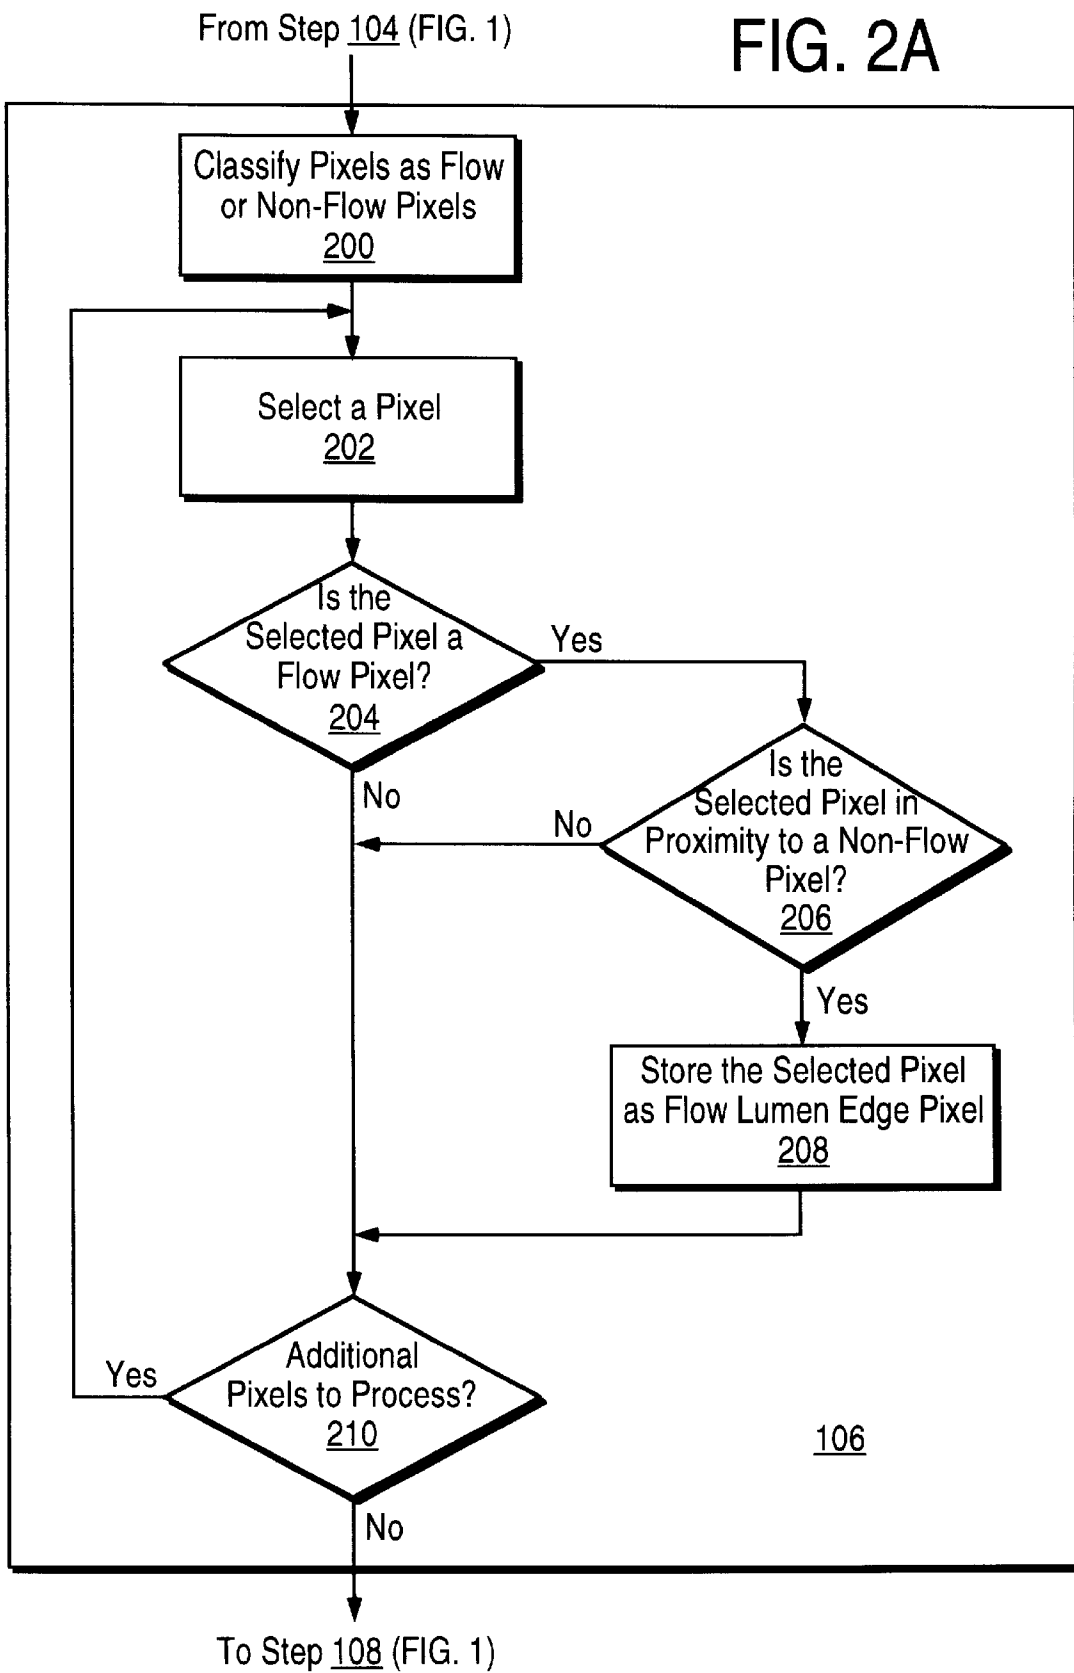 From Step 104 (FIG. 1)
FIG. 2A
Classify Pixels as Flow
or Non-Flow Pixels
200
Select a Pixel
202
Is the
Selected Pixel a
Flow Pixel?
204
Yes
No
Is the
Selected Pixel in
Proximity to a Non-Flow
Pixel?
206
No
Yes
Store the Selected Pixel
as Flow Lumen Edge Pixel
208
Additional
Pixels to Process?
210
Yes
No
106
To Step 108 (FIG. 1)